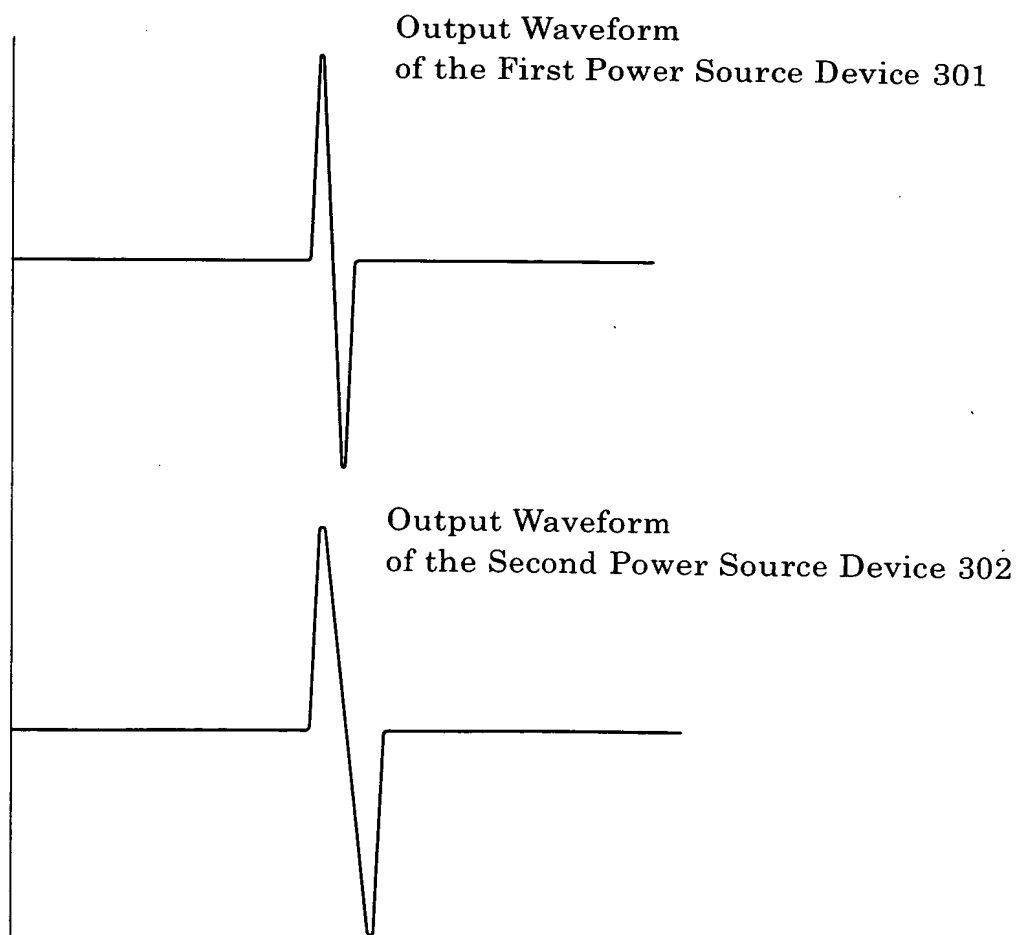 Output Waveform
of the First Power Source Device 301
Output Waveform
of the Second Power Source Device 302